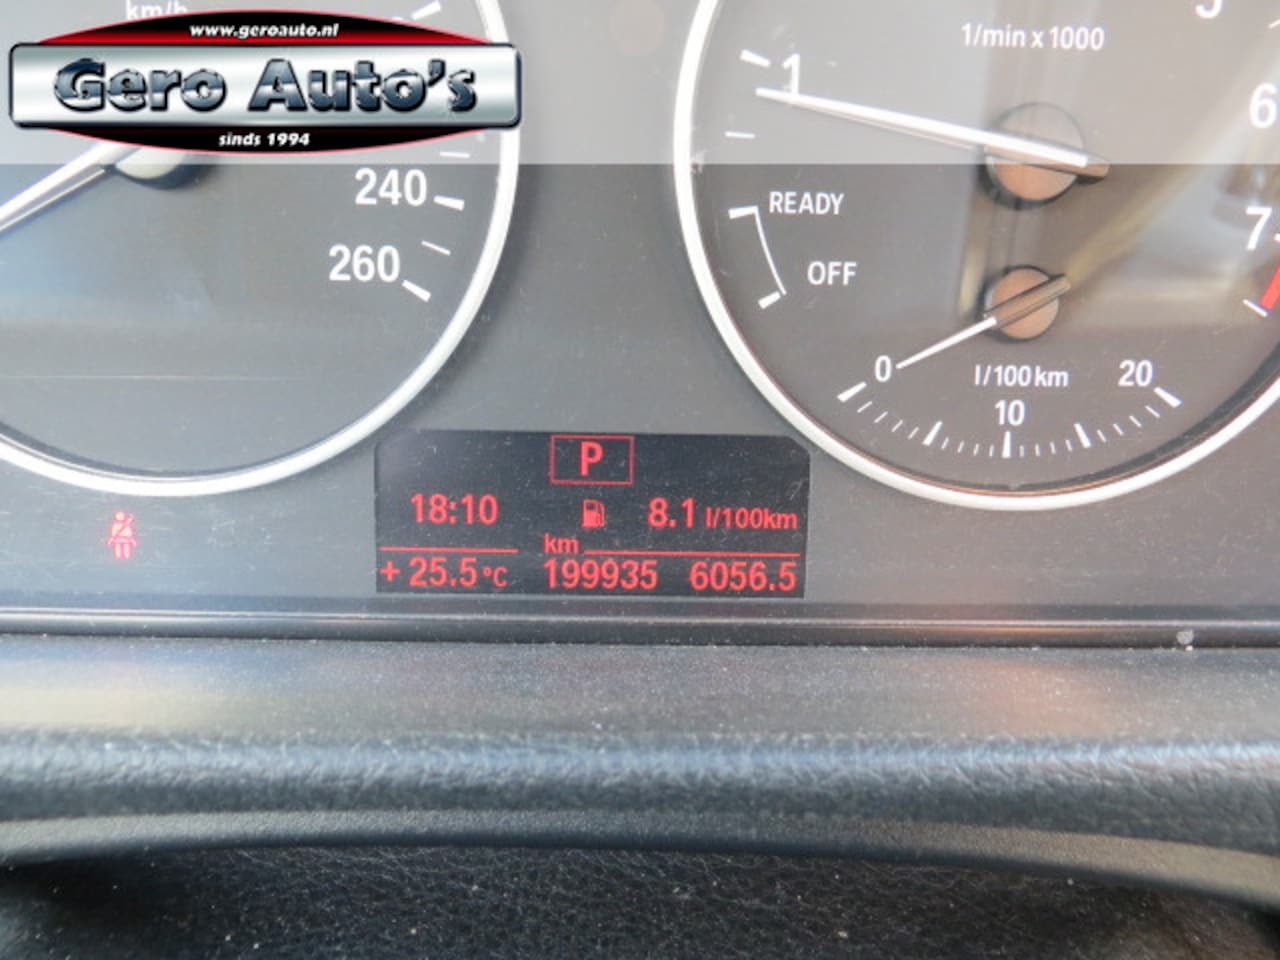 km/h
www.geroauto.nl
Gero Auto's
sinds 1994
240
260
1/min x 1000
1
6
7
READY
OFF
0
l/100 km
20
10
P
18:10
8.1 l/100km
km
+ 25.5 °C
199935
6056.5